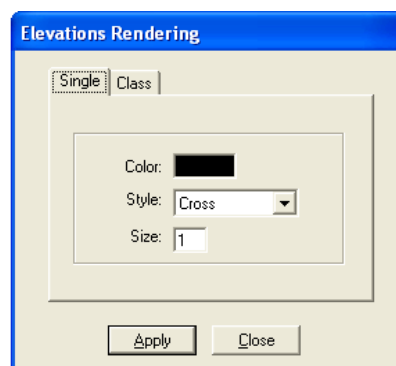 Elevations Rendering
Single Class
Color:
Style: Cross
Size: 1
Apply Close